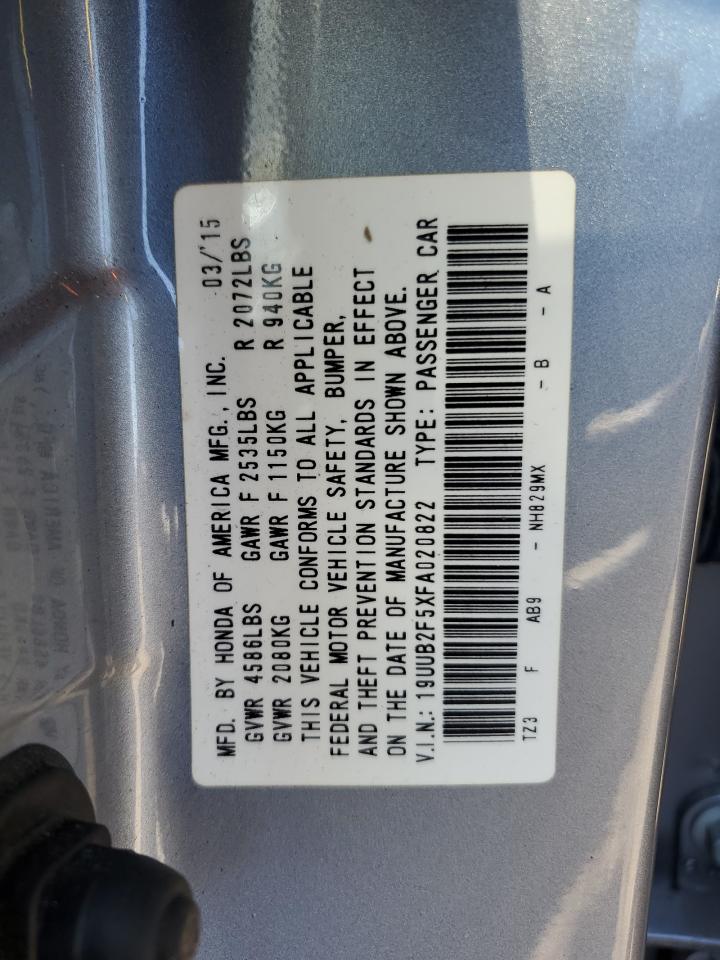 MFD. BY HONDA OF AMERICA MFG., INC. 03/'15
GVWR 4586LBS GAWR F 2535LBS R 2072LBS
GVWR 2080KG GAWR F 1150KG R 940KG
THIS VEHICLE CONFORMS TO ALL APPLICABLE
FEDERAL MOTOR VEHICLE SAFETY, BUMPER,
AND THEFT PREVENTION STANDARDS IN EFFECT
ON THE DATE OF MANUFACTURE SHOWN ABOVE.
V.I.N.: 19UUB2F5XFA020822 TYPE: PASSENGER CAR
TZ3 F AB9 - NH829MX - B - A